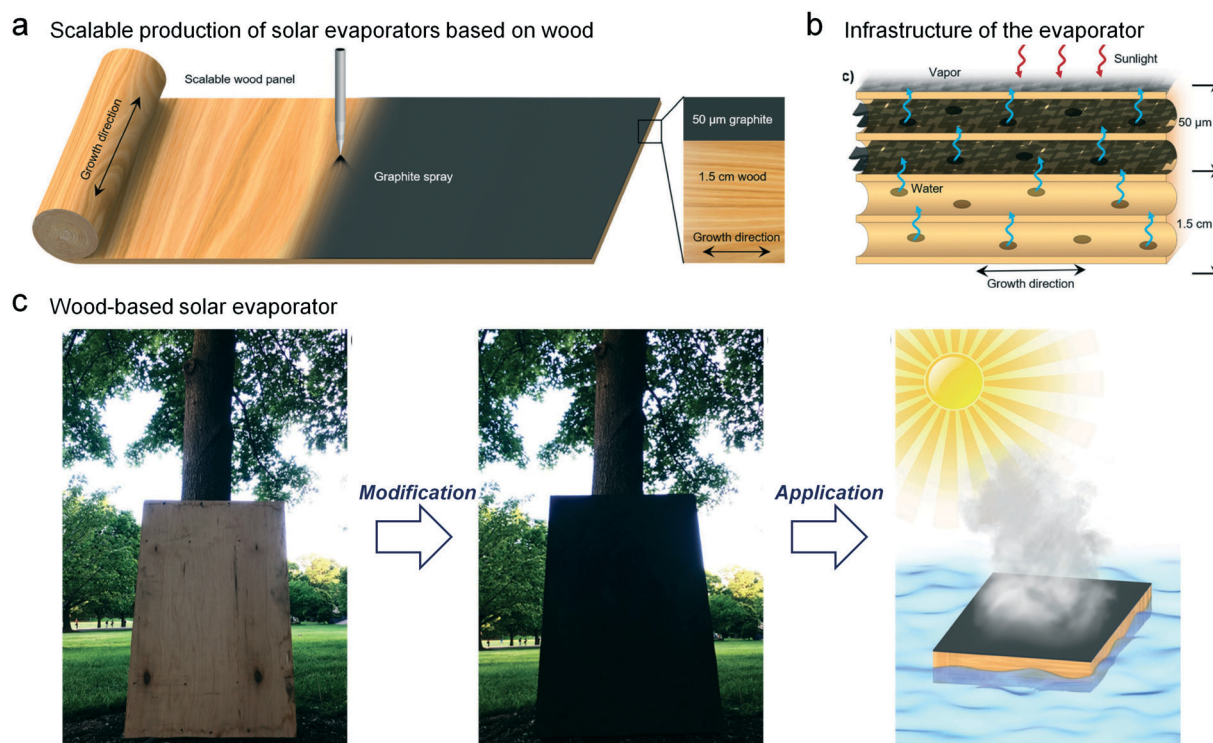 a Scalable production of solar evaporators based on wood
Scalable wood panel
Growth direction
Graphite spray
50 μm graphite
1.5 cm wood
Growth direction
b Infrastructure of the evaporator
c)
Vapor
Sunlight
50 μm
Water
1.5 cm
Growth direction
c Wood-based solar evaporator
Modification
Application